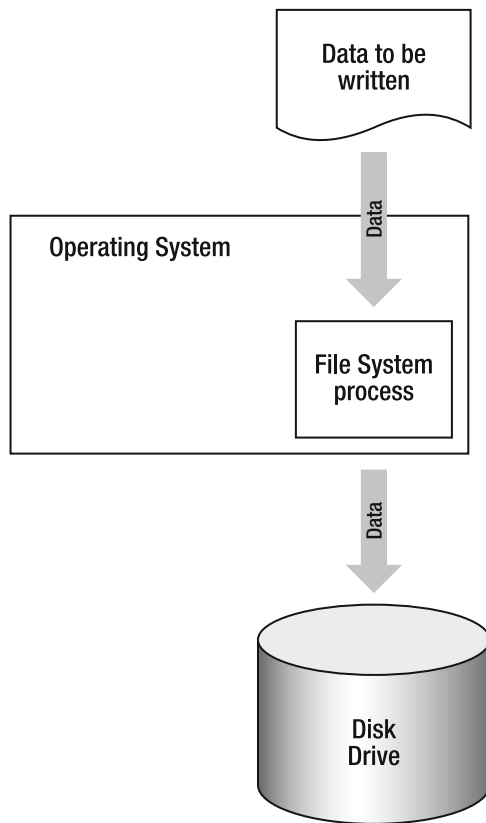 Data to be
written
Data
Operating System
File System
process
Data
Disk
Drive